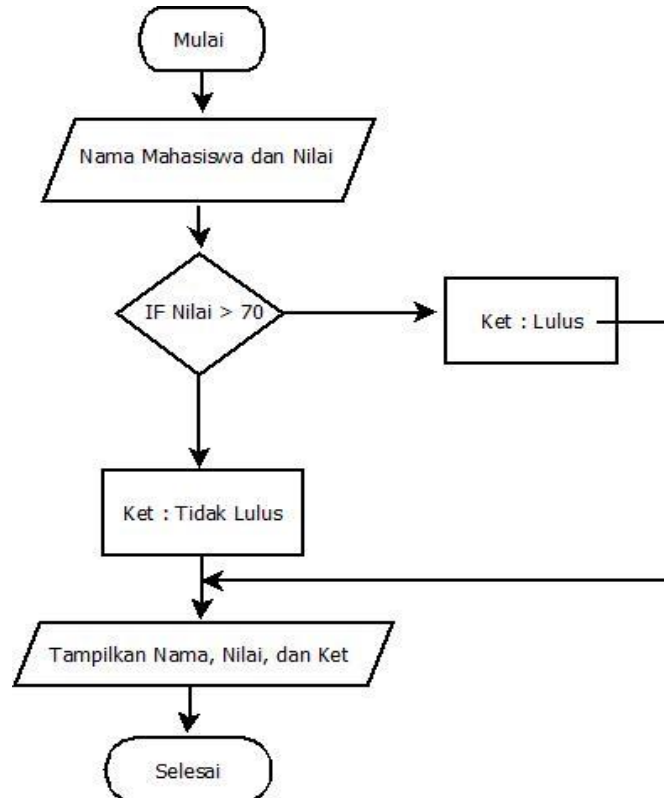 Mulai
Nama Mahasiswa dan Nilai
IF Nilai > 70
Ket : Lulus
Ket : Tidak Lulus
Tampilkan Nama, Nilai, dan Ket
Selesai